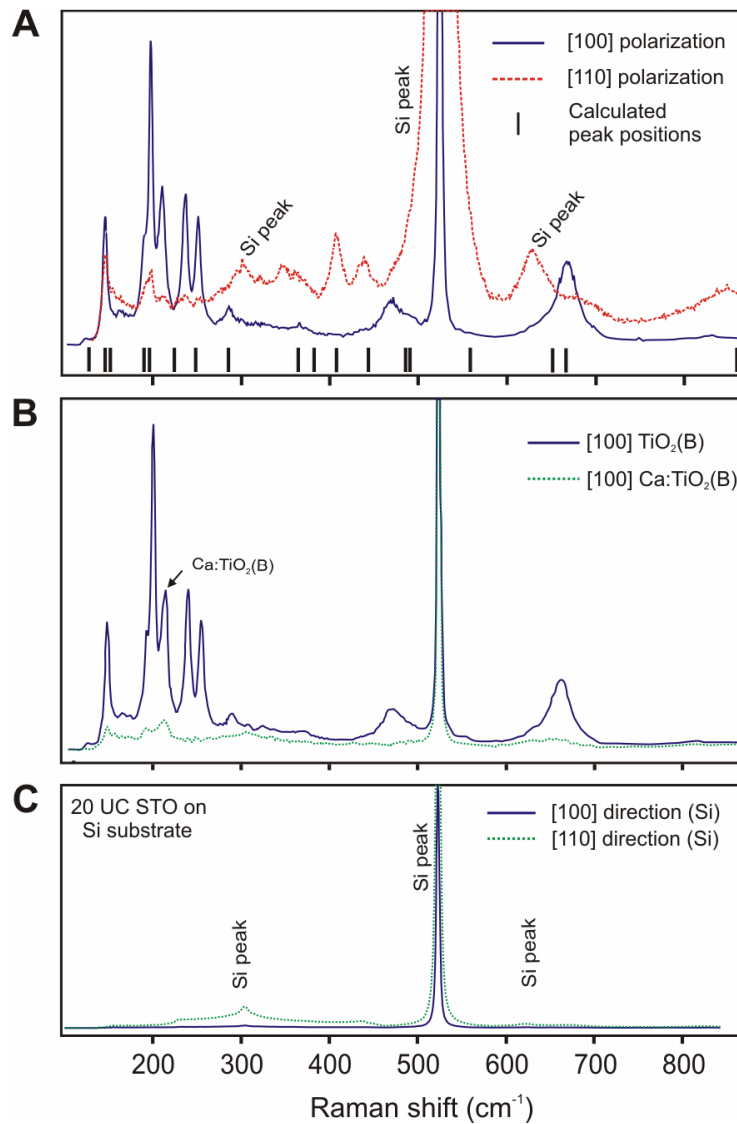 A
[100] polarization
[110] polarization
Calculated
peak positions
Si peak
Si peak
Si peak
B
[100] TiO₂(B)
[100] Ca:TiO₂(B)
Ca:TiO₂(B)
C
20 UC STO on
Si substrate
[100] direction (Si)
[110] direction (Si)
Si peak
Si peak
Si peak
200 300 400 500 600 700 800
Raman shift (cm⁻¹)